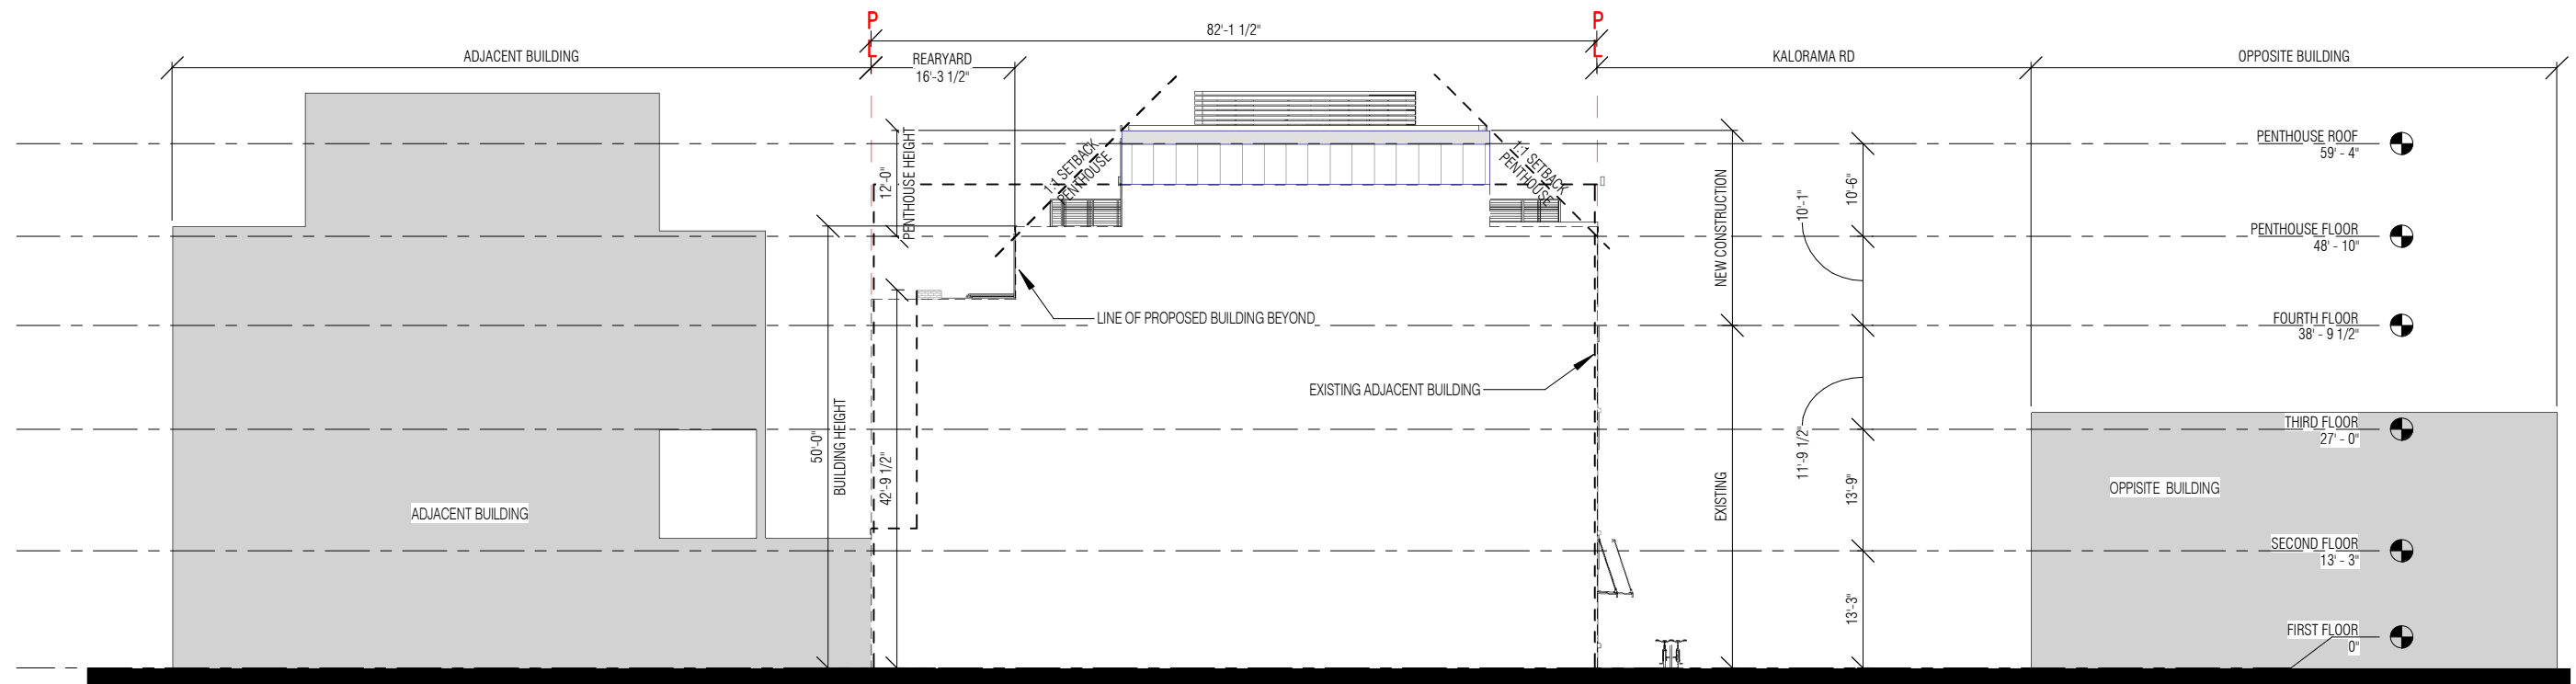 P
L
82'-1 1/2"
P
L
ADJACENT BUILDING
REARYARD
16'-3 1/2"
KALORAMA RD
OPPOSITE BUILDING
12'-0"
PENTHOUSE HEIGHT
1:1 SETBACK
PENTHOUSE
1:1 SETBACK
PENTHOUSE
NEW CONSTRUCTION
10'-1"
10'-6"
PENTHOUSE ROOF
59' - 4"
PENTHOUSE FLOOR
48' - 10"
LINE OF PROPOSED BUILDING BEYOND
FOURTH FLOOR
38' - 9 1/2"
EXISTING ADJACENT BUILDING
50'-0"
BUILDING HEIGHT
42'-9 1/2"
EXISTING
11'-9 1/2"
13'-9"
THIRD FLOOR
27' - 0"
ADJACENT BUILDING
OPPISITE BUILDING
SECOND FLOOR
13' - 3"
13'-3"
FIRST FLOOR
0"